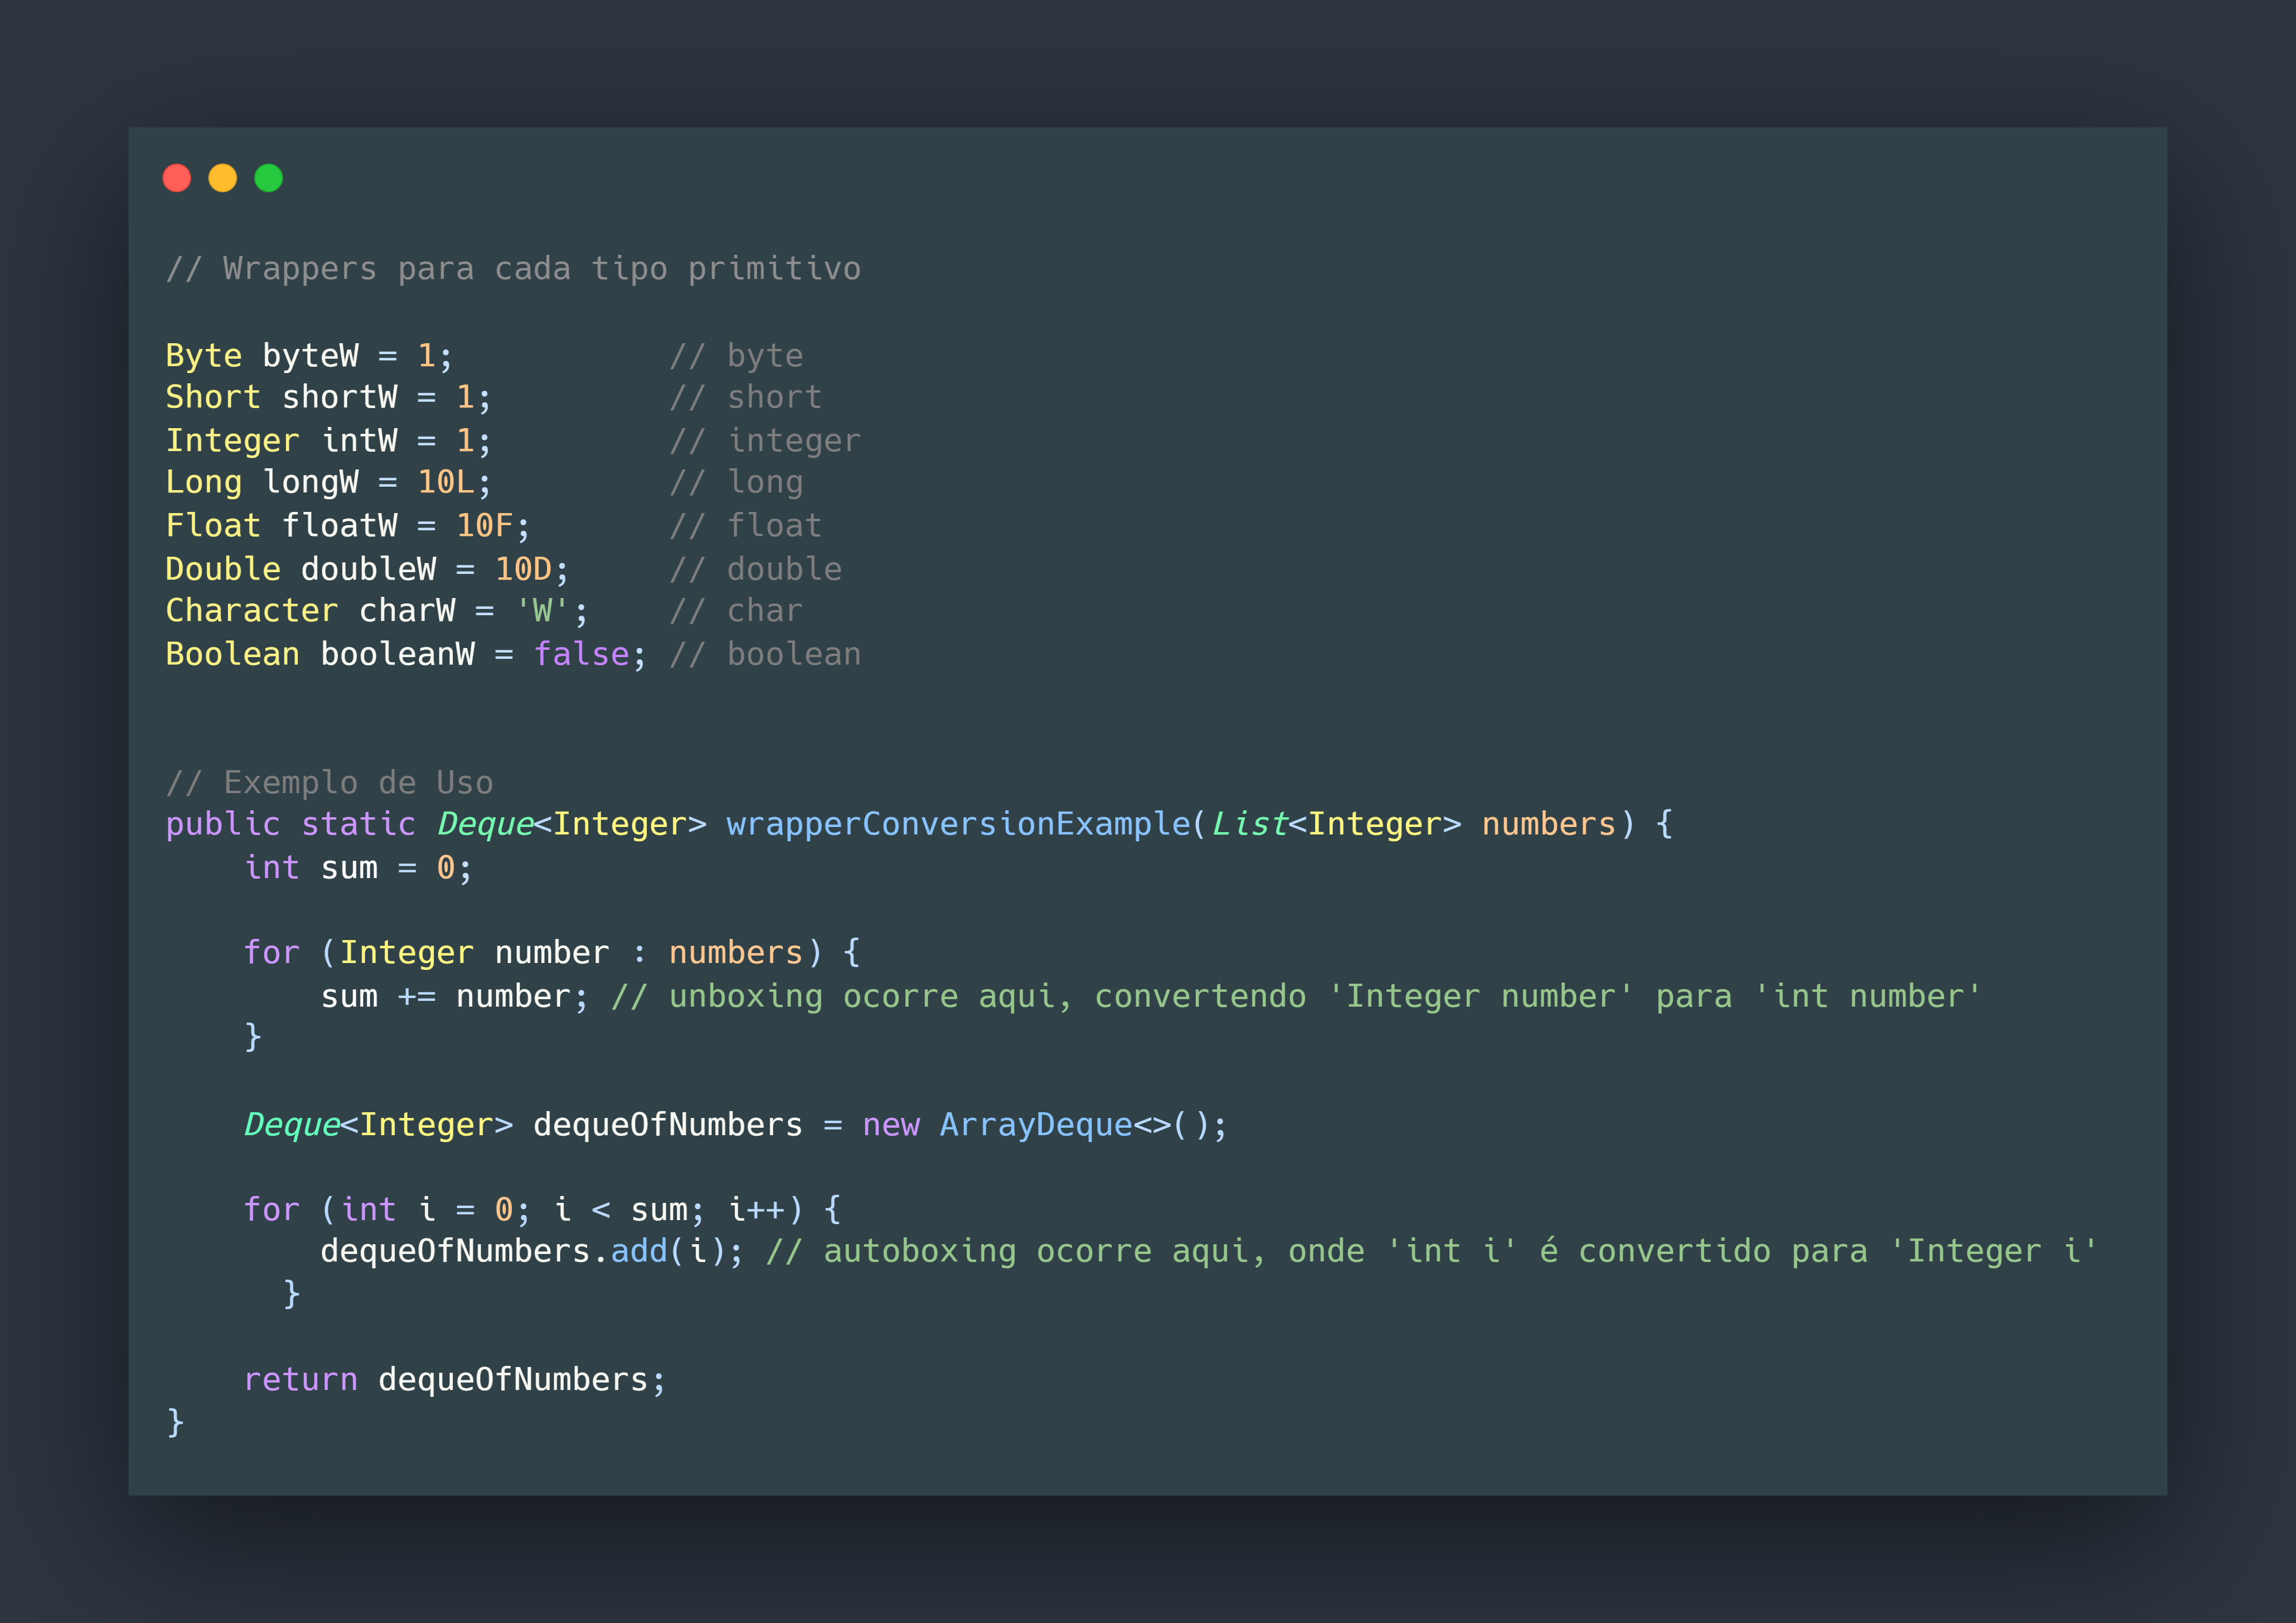 // Wrappers para cada tipo primitivo

Byte byteW = 1;           // byte
Short shortW = 1;         // short
Integer intW = 1;         // integer
Long longW = 10L;         // long
Float floatW = 10F;       // float
Double doubleW = 10D;     // double
Character charW = 'W';    // char
Boolean booleanW = false; // boolean


// Exemplo de Uso
public static Deque<Integer> wrapperConversionExample(List<Integer> numbers) {
    int sum = 0;

    for (Integer number : numbers) {
        sum += number; // unboxing ocorre aqui, convertendo 'Integer number' para 'int number'
    }

    Deque<Integer> dequeOfNumbers = new ArrayDeque<>();

    for (int i = 0; i < sum; i++) {
        dequeOfNumbers.add(i); // autoboxing ocorre aqui, onde 'int i' é convertido para 'Integer i'
      }

    return dequeOfNumbers;
}